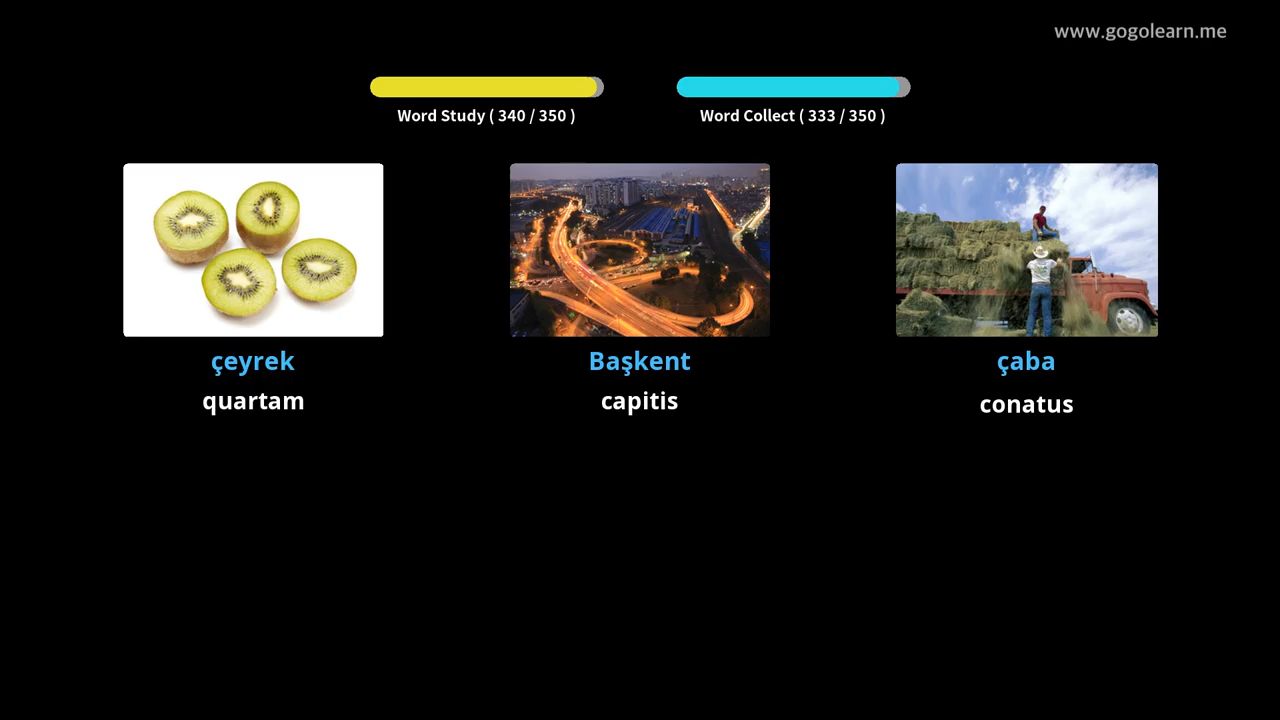 www.gogolearn.me
Word Study ( 340 / 350 )
Word Collect ( 333 / 350 )
çeyrek
quartam
Başkent
capitis
çaba
conatus